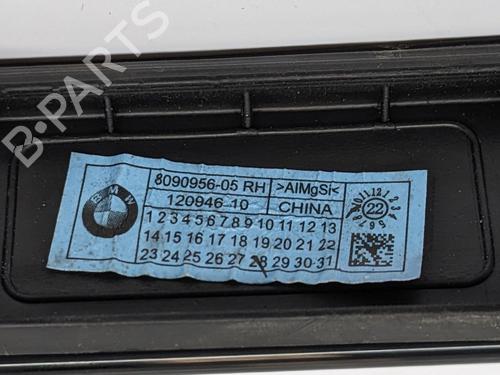 B-PARTS
BMW
8090956-05 RH >AlMgSi<
120946-10 CHINA
1 2 3 4 5 6 7 8 9 10 11 12 13
14 15 16 17 18 19 20 21 22
23 24 25 26 27 28 29 30 31
22